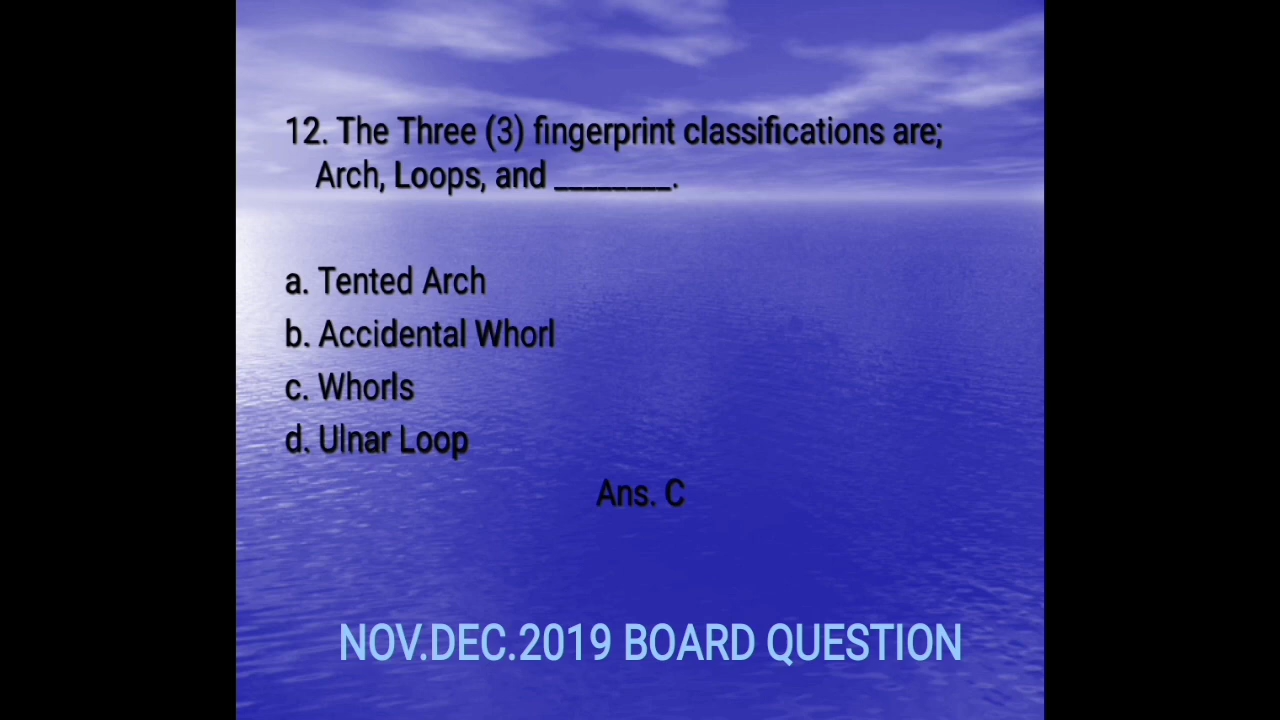 12. The Three (3) fingerprint classifications are;
Arch, Loops, and ________.
a. Tented Arch
b. Accidental Whorl
c. Whorls
d. Ulnar Loop
Ans. C
NOV.DEC.2019 BOARD QUESTION